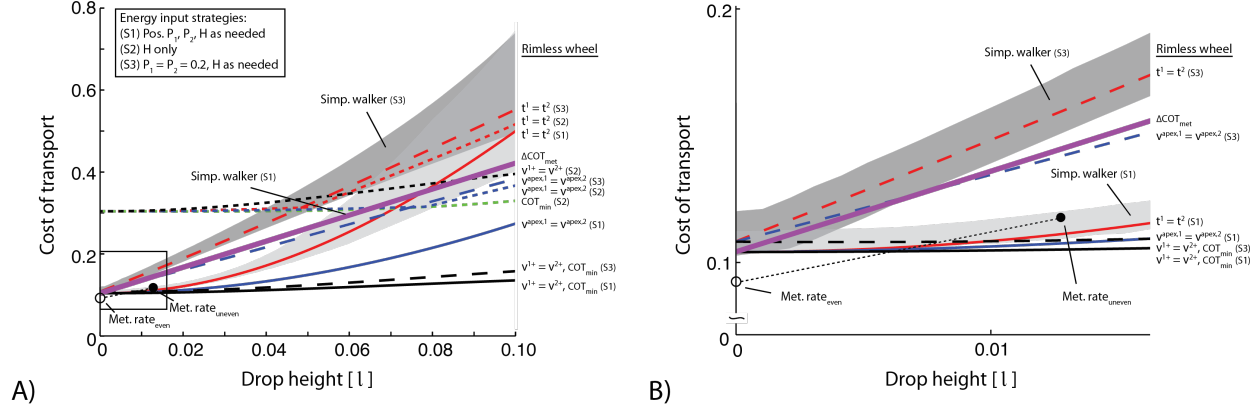 0.8
0.6
0.4
0.2
0
Cost of transport
Energy input strategies:
(S1) Pos. P₁, P₂, H as needed
(S2) H only
(S3) P₁ = P₂ = 0.2, H as needed
Simp. walker (S3)
Simp. walker (S1)
Rimless wheel
t¹ = t² (S3)
t¹ = t² (S2)
t¹ = t² (S1)
ΔCOTmet
v¹⁺ = v²⁺ (S2)
vapex,1 = vapex,2 (S3)
vapex,1 = vapex,2 (S2)
COTmin (S2)
vapex,1 = vapex,2 (S1)
v¹⁺ = v²⁺, COTmin (S3)
v¹⁺ = v²⁺, COTmin (S1)
Met. rateuneven
Met. rateeven
0 0.02 0.04 0.06 0.08 0.10
Drop height [ l ]
A)
0.2
0.1
0
Cost of transport
Simp. walker (S3)
Rimless wheel
t¹ = t² (S3)
ΔCOTmet
vapex,1 = vapex,2 (S3)
Simp. walker (S1)
t¹ = t² (S1)
vapex1 = vapex,2 (S1)
v¹⁺ = v²⁺, COTmin (S3)
v¹⁺ = v²⁺, COTmin (S1)
Met. rateeven
Met. rateuneven
0 0.01
Drop height [ l ]
B)